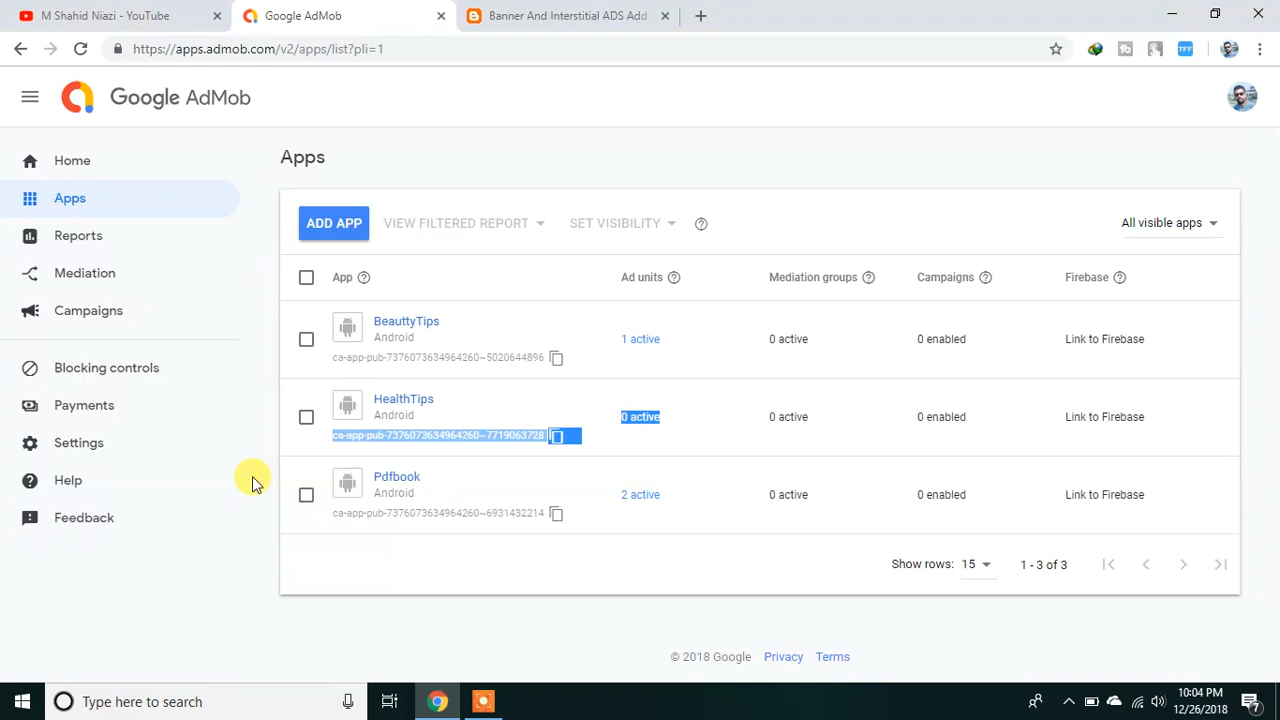 M Shahid Niazi - YouTube
Google AdMob
Banner And Interstitial ADS Add
https://apps.admob.com/v2/apps/list?pli=1
Google AdMob
Home
Apps
Reports
Mediation
Campaigns
Blocking controls
Payments
Settings
Help
Feedback
Apps
ADD APP
VIEW FILTERED REPORT
SET VISIBILITY
All visible apps
App
Ad units
Mediation groups
Campaigns
Firebase
BeauttyTips
Android
ca-app-pub-7376073634964260~5020644896
1 active
0 active
0 enabled
Link to Firebase
HealthTips
Android
ca-app-pub-7376073634964260~7719063728
0 active
0 active
0 enabled
Link to Firebase
Pdfbook
Android
ca-app-pub-7376073634964260~6931432214
2 active
0 active
0 enabled
Link to Firebase
Show rows: 15
1 - 3 of 3
© 2018 Google Privacy Terms
Type here to search
10:04 PM
12/26/2018
7